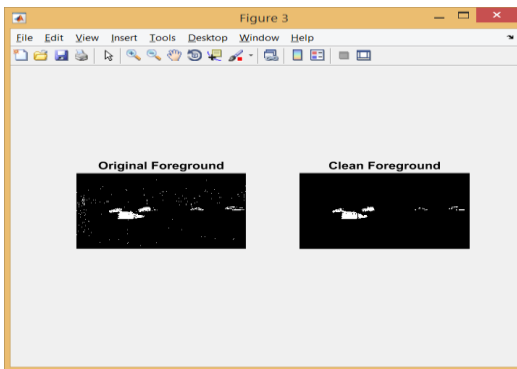 Figure 3
File Edit View Insert Tools Desktop Window Help
Original Foreground
Clean Foreground